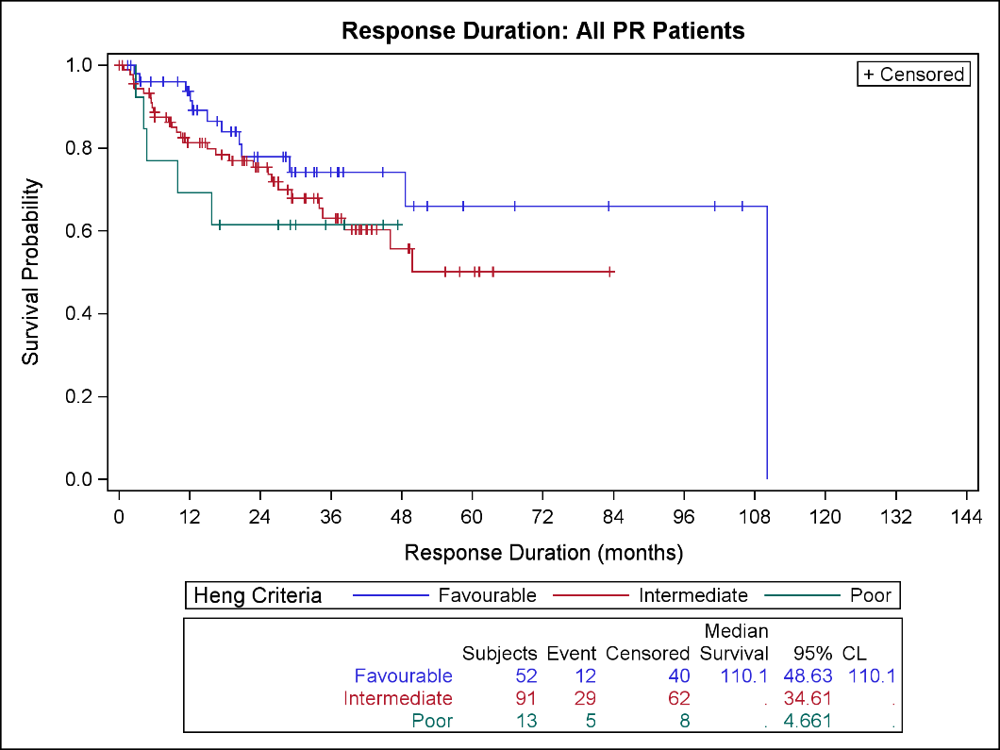 Response Duration: All PR Patients
+ Censored
1.0
0.8
0.6
0.4
0.2
0.0
Survival Probability
0 12 24 36 48 60 72 84 96 108 120 132 144
Response Duration (months)
Heng Criteria Favourable Intermediate Poor
Median
Subjects Event Censored Survival 95% CL
Favourable 52 12 40 110.1 48.63 110.1
Intermediate 91 29 62 . 34.61 .
Poor 13 5 8 . 4.661 .